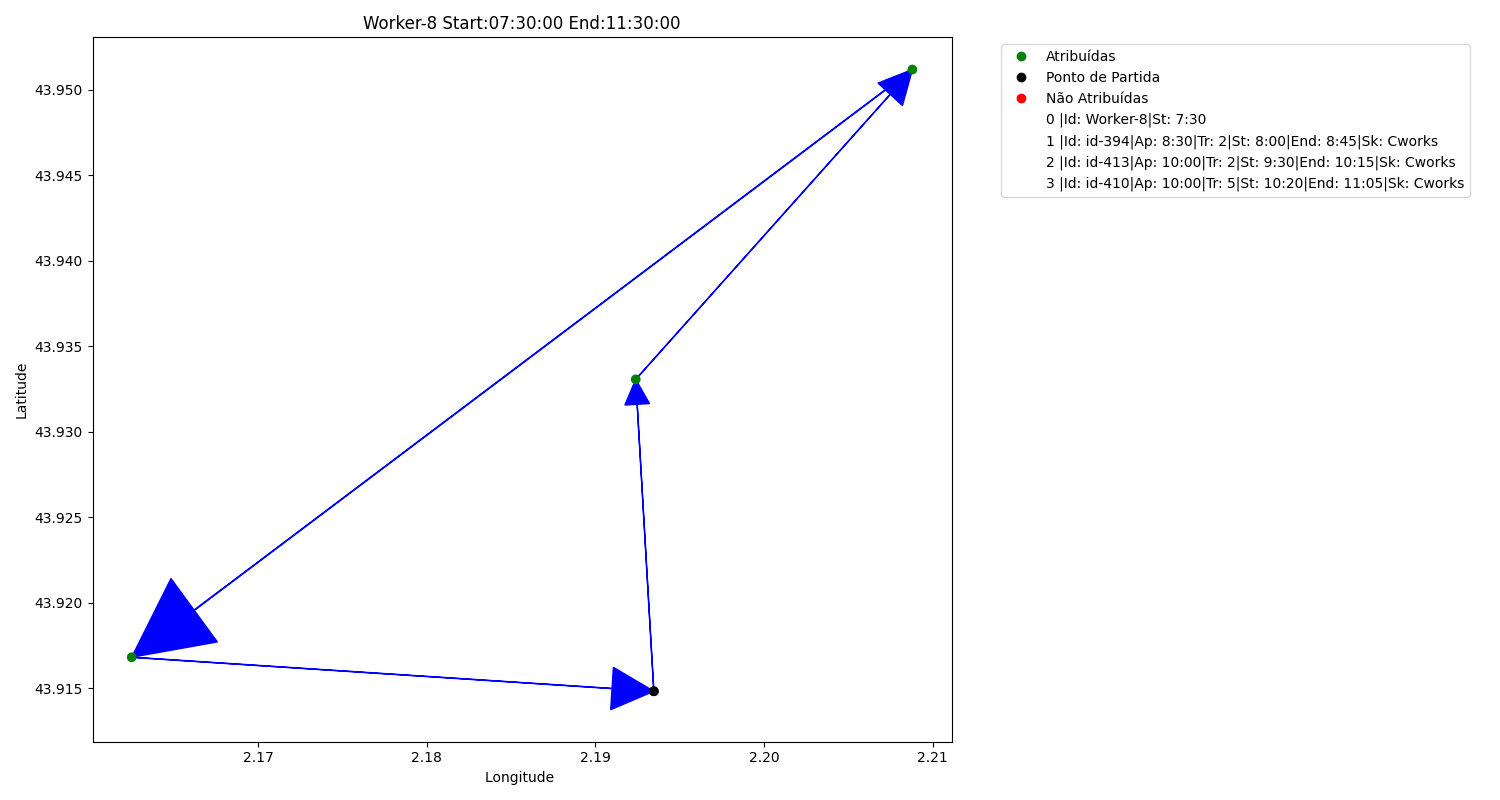 Worker-8 Start:07:30:00 End:11:30:00
Atribuídas
Ponto de Partida
Não Atribuídas
0 |Id: Worker-8|St: 7:30
1 |Id: id-394|Ap: 8:30|Tr: 2|St: 8:00|End: 8:45|Sk: Cworks
2 |Id: id-413|Ap: 10:00|Tr: 2|St: 9:30|End: 10:15|Sk: Cworks
3 |Id: id-410|Ap: 10:00|Tr: 5|St: 10:20|End: 11:05|Sk: Cworks
43.950
43.945
43.940
43.935
43.930
43.925
43.920
43.915
Latitude
2.17 2.18 2.19 2.20 2.21
Longitude